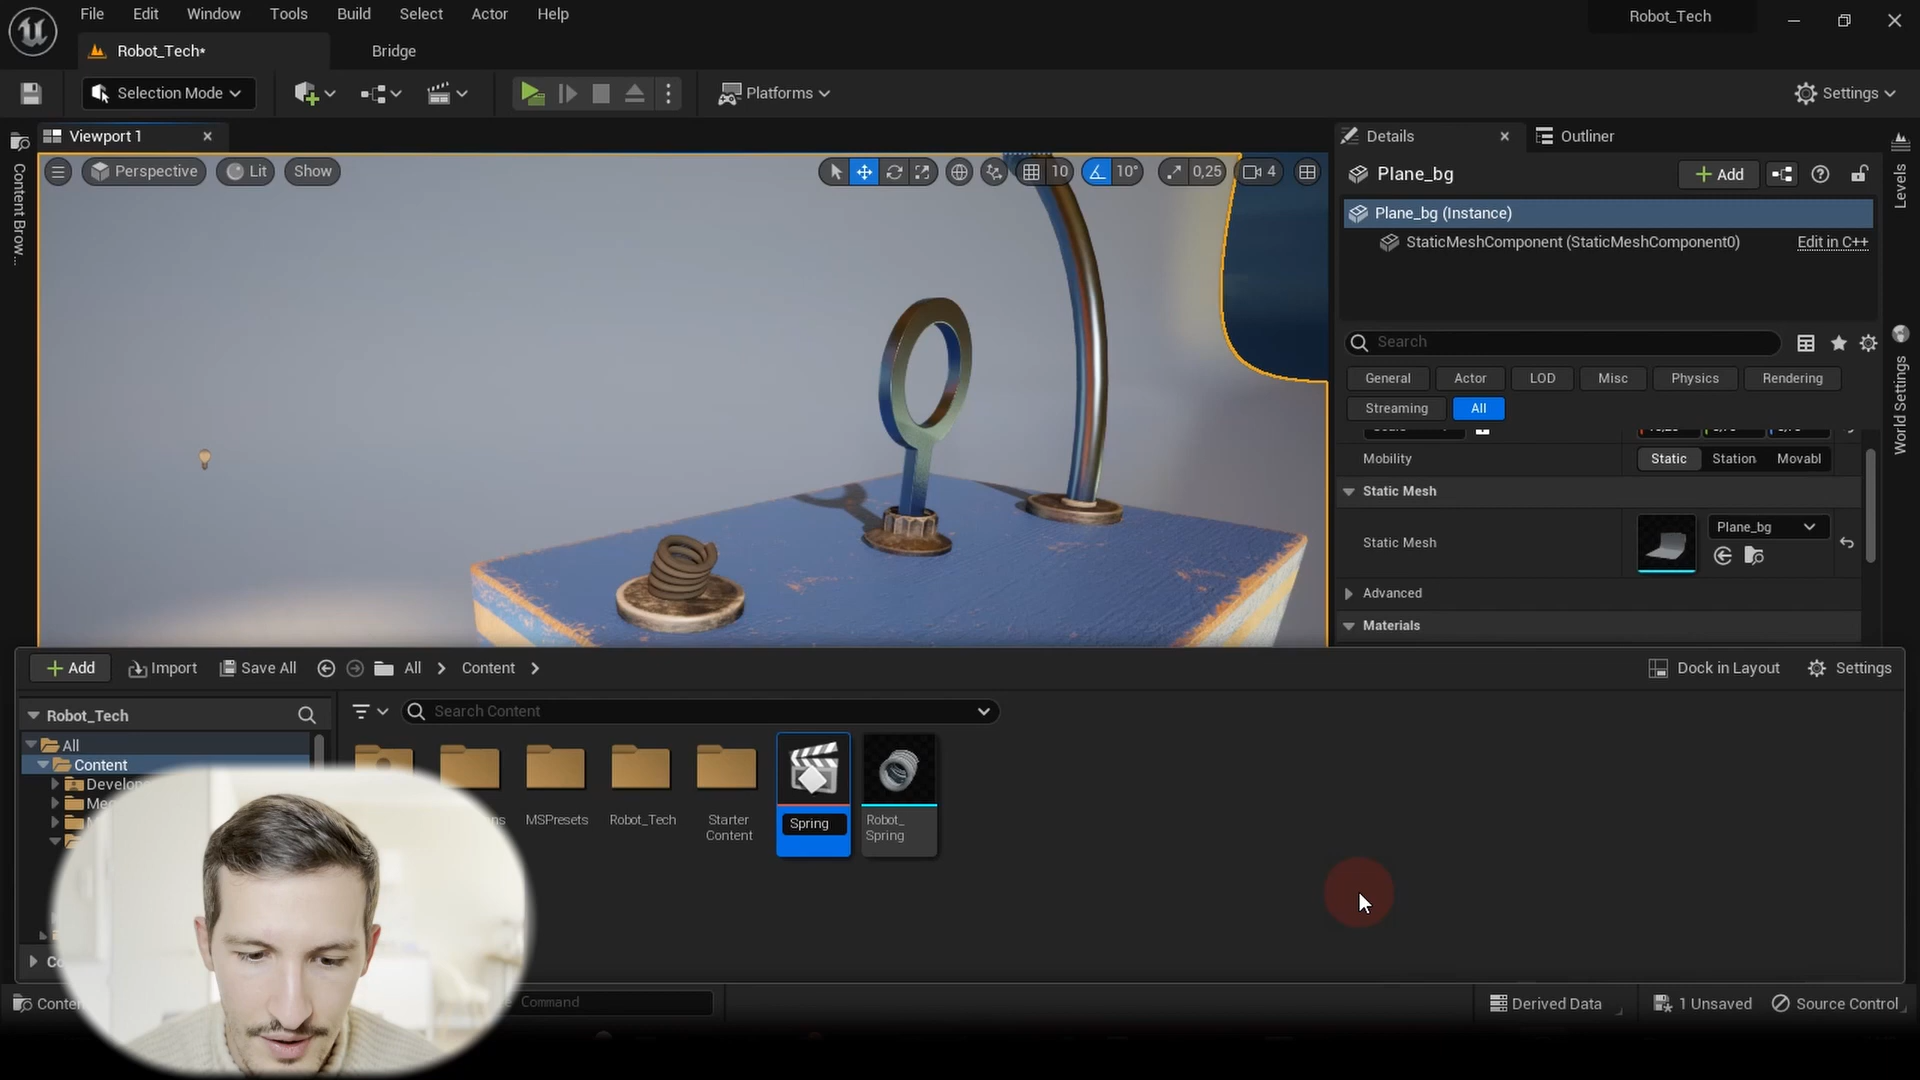 File Edit Window Tools Build Select Actor Help
Robot_Tech
Robot_Tech*
Bridge
Selection Mode
Platforms
Settings
Viewport 1
Details
Outliner
Content Brow...
Perspective
Lit
Show
10
10°
0,25
4
Plane_bg
Add
Levels
Plane_bg (Instance)
StaticMeshComponent (StaticMeshComponent0)
Edit in C++
Search
General
Actor
LOD
Misc
Physics
Rendering
Streaming
All
World Settings
Mobility
Static
Station
Movabl
Static Mesh
Static Mesh
Plane_bg
Advanced
Materials
Add
Import
Save All
All
Content
Dock in Layout
Settings
Robot_Tech
Search Content
All
Content
Develop
MSPresets
Robot_Tech
Starter
Content
Spring
Robot_
Spring
Command
Derived Data
1 Unsaved
Source Control